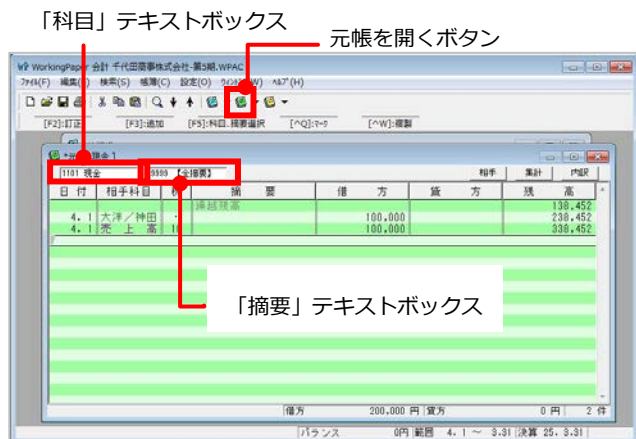 「科目」テキストボックス
元帳を開くボタン
WorkingPaper 会計 千代田商事株式会社-第5期.WPAC
ﾌｧｲﾙ(F) 編集(E) 検索(S) 帳簿(C) 設定(O) ﾍﾙﾌﾟ(H)
[F2]:訂正 [F3]:追加 [F5]:科目.摘要選択 [^Q]:ﾏｰｸ [^W]:複製
1101 現金 9999 【全摘要】 相手 集計 内訳
日 付 相手科目 摘 要 借 方 貸 方 残 高
繰越残高 138,452
4. 1 大洋／神田 100,000 238,452
4. 1 売 上 高 100,000 338,452
「摘要」テキストボックス
借方 200,000 円 貸方 0 円 2 件
バランス 0円 範囲 4. 1 ～ 3.31 決算 25. 3.31